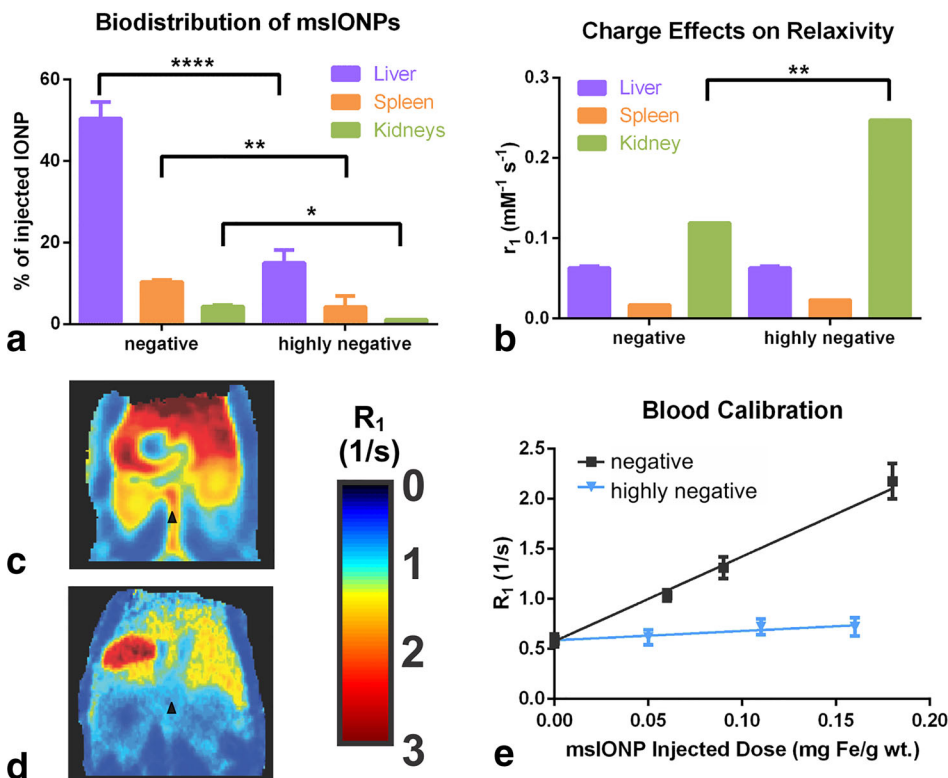 Biodistribution of msIONPs
% of injected IONP
60
40
20
0
****
**
*
Liver
Spleen
Kidneys
negative
highly negative
a
Charge Effects on Relaxivity
r₁ (mM⁻¹ s⁻¹)
0.3
0.2
0.1
0.0
**
Liver
Spleen
Kidney
negative
highly negative
b
c
d
R₁
(1/s)
0
1
2
3
Blood Calibration
R₁ (1/s)
2.5
2.0
1.5
1.0
0.5
0.0
negative
highly negative
0.00
0.05
0.10
0.15
0.20
msIONP Injected Dose (mg Fe/g wt.)
e